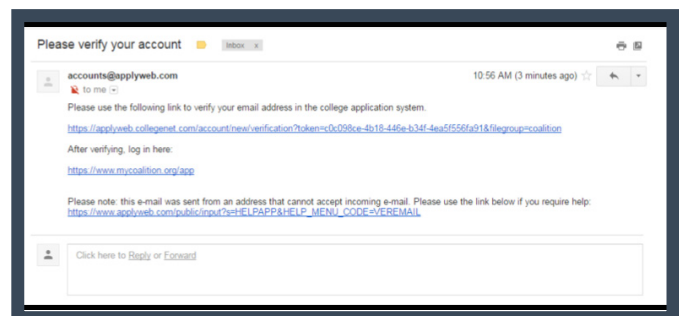 Please verify your account Inbox x
accounts@applyweb.com 10:56 AM (3 minutes ago)
to me
Please use the following link to verify your email address in the college application system.
https://applyweb.collegenet.com/account/new/verification?token=c0c098ce-4b18-446e-b34f-4ea5f556fa91&filegroup=coalition
After verifying, log in here:
https://www.mycoalition.org/app
Please note: this e-mail was sent from an address that cannot accept incoming e-mail. Please use the link below if you require help:
https://www.applyweb.com/public/input?s=HELPAPP&HELP_MENU_CODE=VEREMAIL
Click here to Reply or Forward